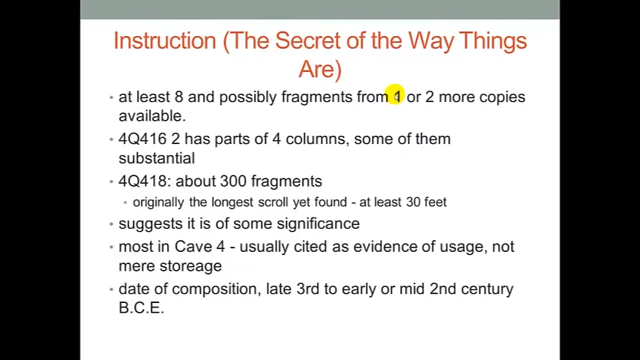 Instruction (The Secret of the Way Things
Are)
• at least 8 and possibly fragments from 1 or 2 more copies
available.
• 4Q416 2 has parts of 4 columns, some of them
substantial
• 4Q418: about 300 fragments
• originally the longest scroll yet found - at least 30 feet
• suggests it is of some significance
• most in Cave 4 - usually cited as evidence of usage, not
mere storeage
• date of composition, late 3rd to early or mid 2nd century
B.C.E.